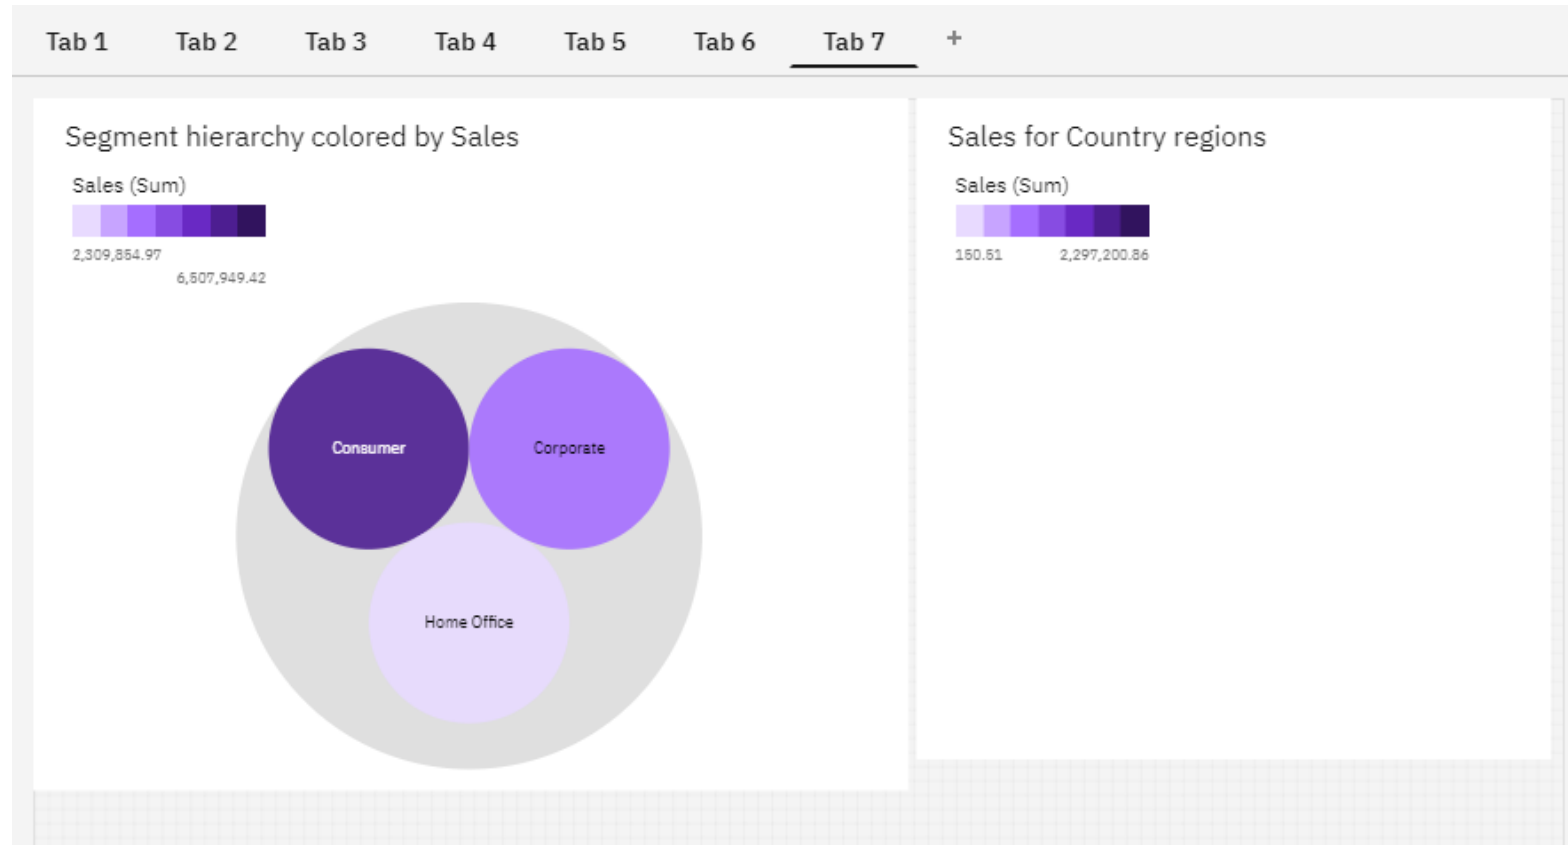 Tab 1 Tab 2 Tab 3 Tab 4 Tab 5 Tab 6 Tab 7 +
Segment hierarchy colored by Sales
Sales (Sum)
2,309,854.97
6,507,949.42
Consumer
Corporate
Home Office
Sales for Country regions
Sales (Sum)
150.51 2,297,200.86